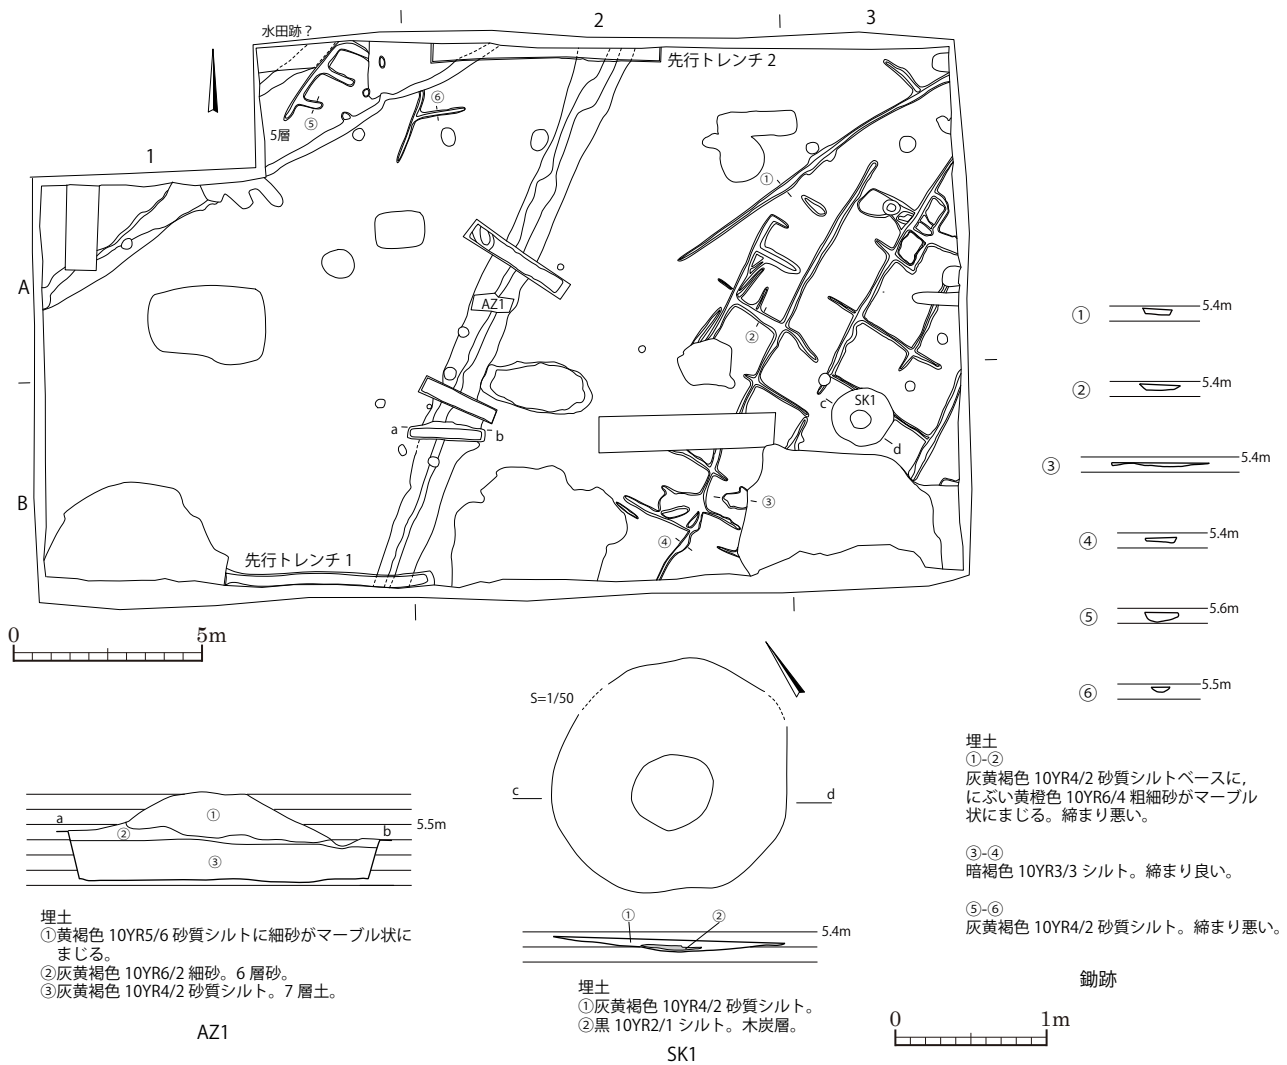 水田跡？
2
3
先行トレンチ 2
⑥
⑤
5層
1
①
A
AZ1
②
a
b
c
SK1
d
B
③
④
先行トレンチ 1
0
5m
① 5.4m
② 5.4m
③ 5.4m
④ 5.4m
⑤ 5.6m
⑥ 5.5m
S=1/50
c
d
①
a
②
b
5.5m
③
埋土
①黄褐色 10YR5/6 砂質シルトに細砂がマーブル状に
まじる。
②灰黄褐色 10YR6/2 細砂。6 層砂。
③灰黄褐色 10YR4/2 砂質シルト。7 層土。
AZ1
①
②
5.4m
埋土
①灰黄褐色 10YR4/2 砂質シルト。
②黒 10YR2/1 シルト。木炭層。
SK1
埋土
①-②
灰黄褐色 10YR4/2 砂質シルトベースに，
にぶい黄橙色 10YR6/4 粗細砂がマーブル
状にまじる。締まり悪い。
③-④
暗褐色 10YR3/3 シルト。締まり良い。
⑤-⑥
灰黄褐色 10YR4/2 砂質シルト。締まり悪い。
鋤跡
0
1m